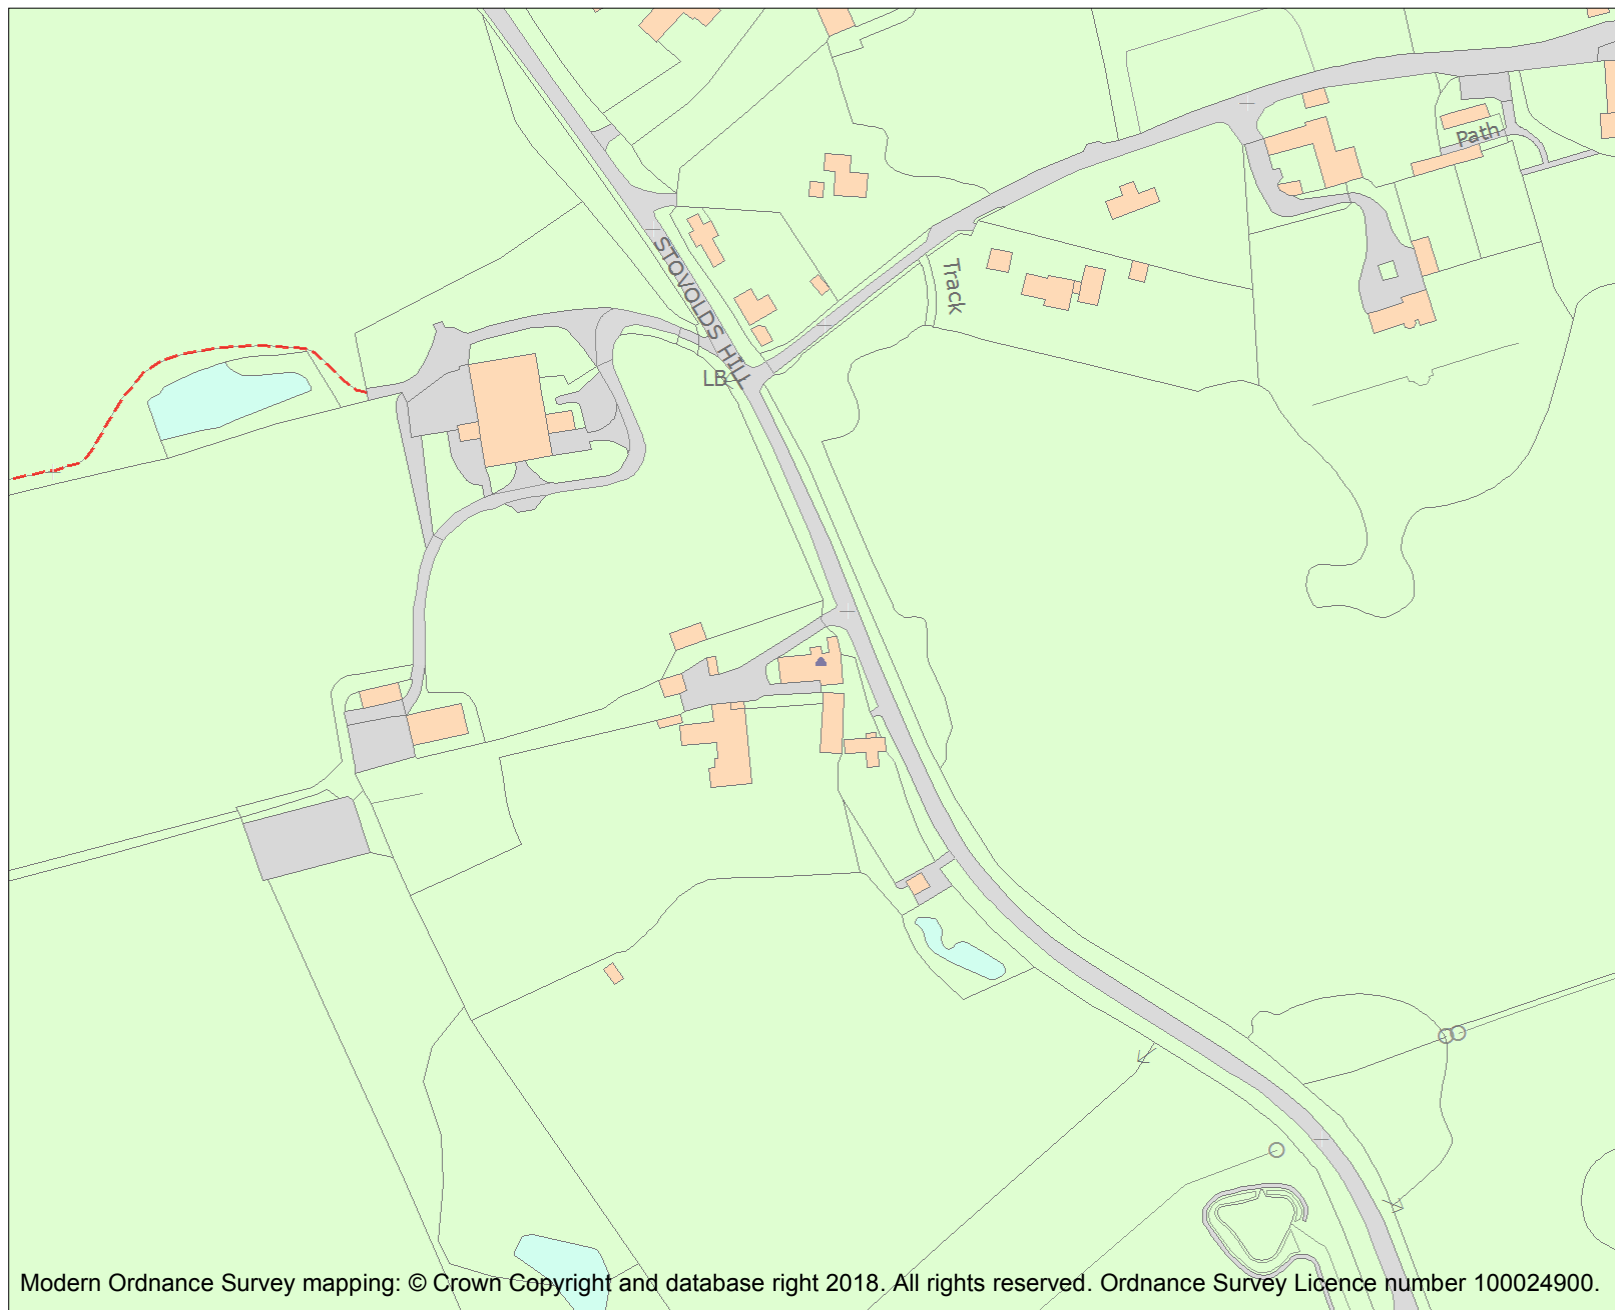 Path
STOVOLDS HILL
Track
LB
Modern Ordnance Survey mapping: © Crown Copyright and database right 2018. All rights reserved. Ordnance Survey Licence number 100024900.